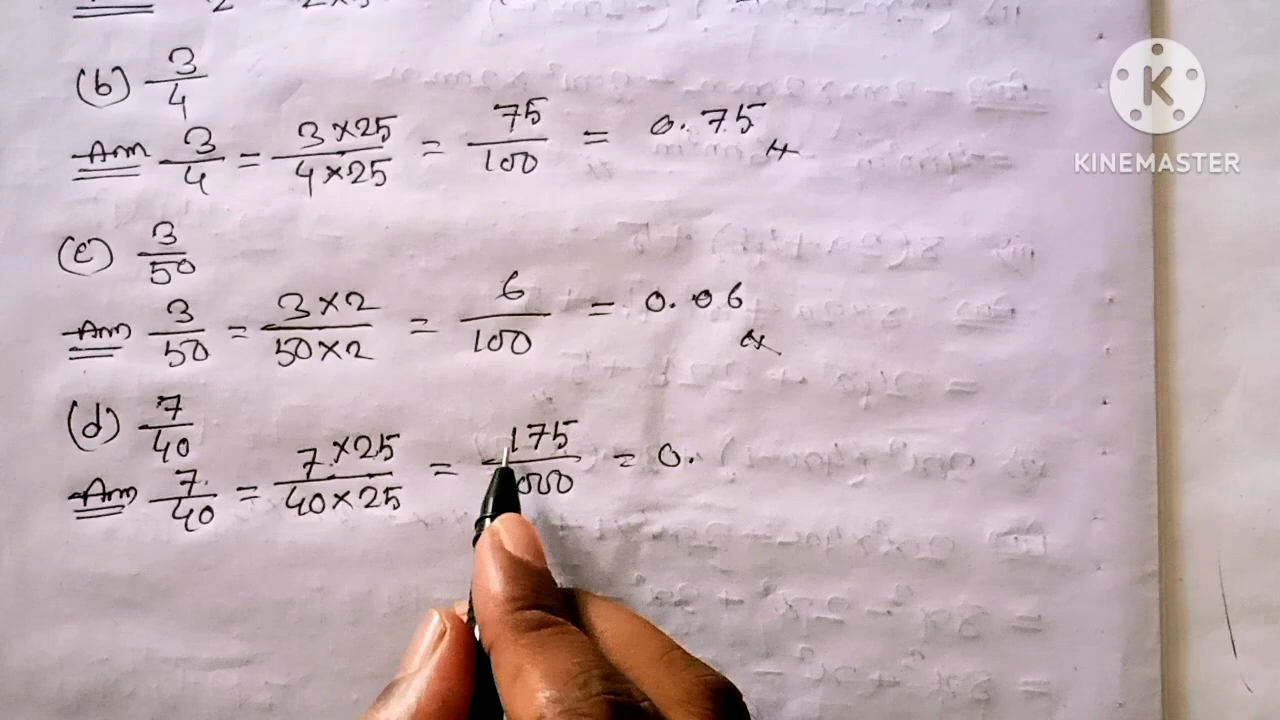 (b) 3/4
Ans 3/4 = 3×25/4×25 = 75/100 = 0.75
K
KINEMASTER
(c) 3/50
Ans 3/50 = 3×2/50×2 = 6/100 = 0.06
(d) 7/40
Ans 7/40 = 7×25/40×25 = 175/000 = 0.